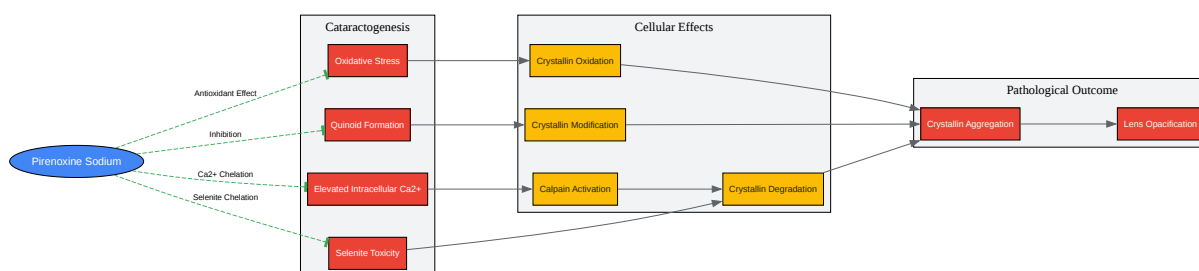 Cataractogenesis
Cellular Effects
Pathological Outcome
Pirenoxine Sodium
Antioxidant Effect
Inhibition
Ca2+ Chelation
Selenite Chelation
Oxidative Stress
Quinoid Formation
Elevated Intracellular Ca2+
Selenite Toxicity
Crystallin Oxidation
Crystallin Modification
Calpain Activation
Crystallin Degradation
Crystallin Aggregation
Lens Opacification